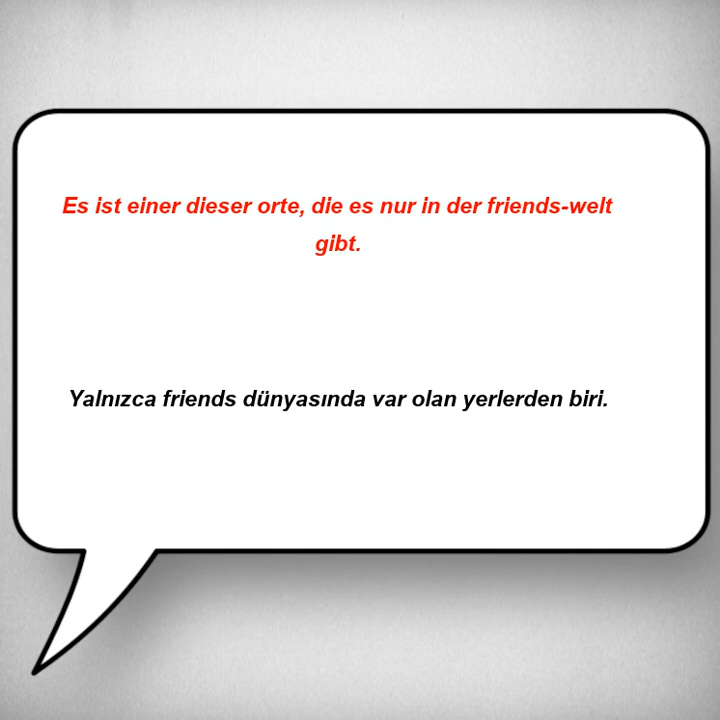 Es ist einer dieser orte, die es nur in der friends-welt
gibt.
Yalnızca friends dünyasında var olan yerlerden biri.